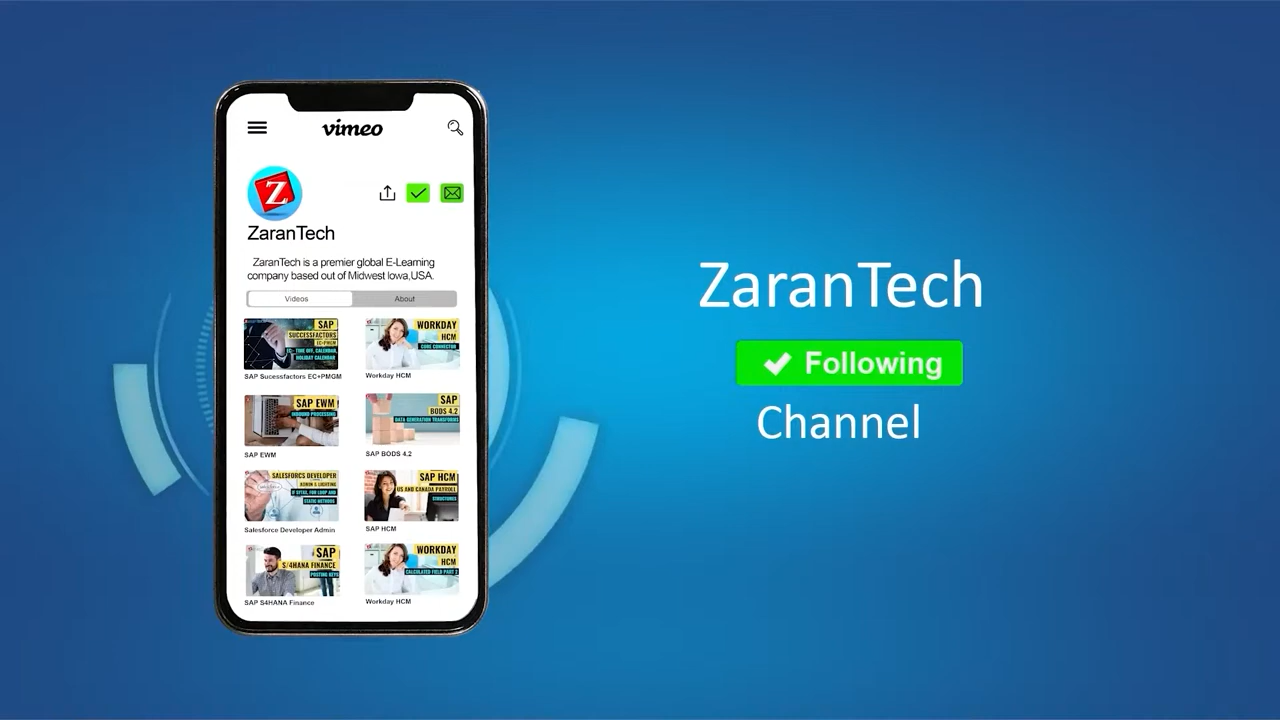 vimeo
Z
ZaranTech
ZaranTech is a premier global E-Learning
company based out of Midwest Iowa,USA.
Videos
About
SAP
SUCCESSFACTORS
EC+PMGM
EC- TIME OFF, CALENDAR,
HOLIDAY CALENDAR
SAP Sucessfactors EC+PMGM
WORKDAY
HCM
CORE CONNECTOR
Workday HCM
SAP EWM
INBOUND PROCESSING
SAP EWM
SAP
BODS 4.2
DATA GENERATION TRANSFORMS
SAP BODS 4.2
SALESFORCS DEVELOPER
ADMIN & LIGHTING
IF STMS, FOR LOOP AND
STATIC METHODS
Salesforce Developer Admin
SAP HCM
US AND CANADA PAYROLL
STRUCTURES
SAP HCM
SAP
S/4HANA FINANCE
POSTING KEYS
SAP S4HANA Finance
WORKDAY
HCM
CALCULATED FIELD PART 2
Workday HCM
ZaranTech
Following
Channel